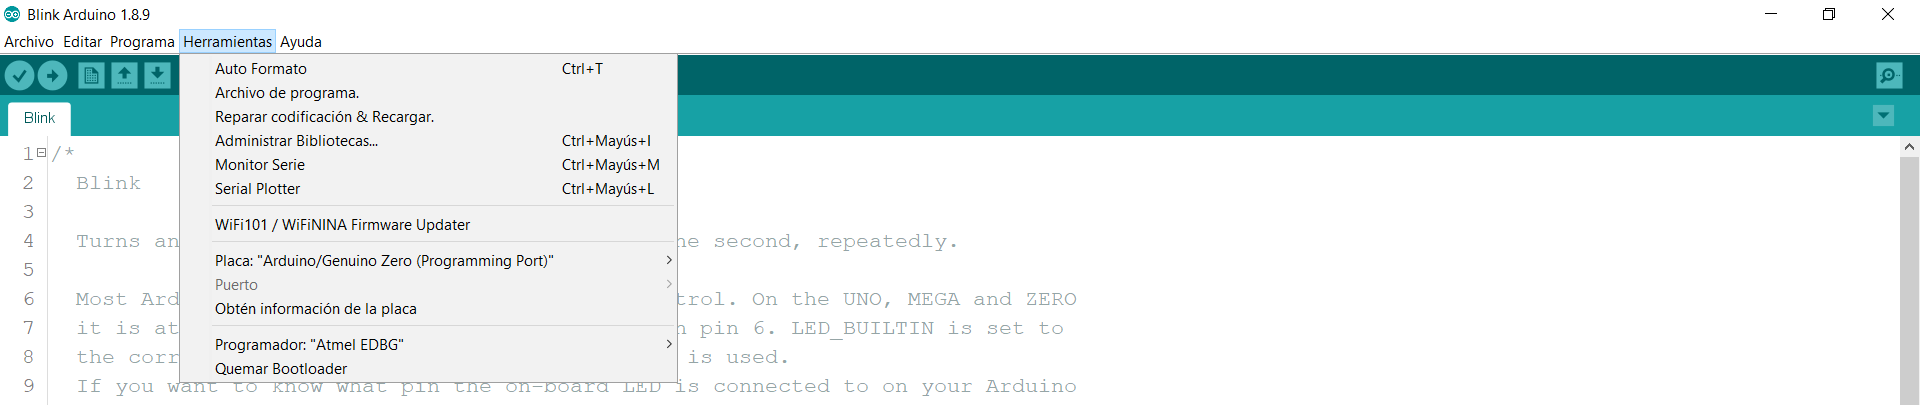 Blink Arduino 1.8.9
Archivo Editar Programa Herramientas Ayuda
Auto Formato Ctrl+T
Archivo de programa.
Reparar codificación & Recargar.
Administrar Bibliotecas... Ctrl+Mayús+I
Monitor Serie Ctrl+Mayús+M
Serial Plotter Ctrl+Mayús+L
WiFi101 / WiFiNINA Firmware Updater
Placa: "Arduino/Genuino Zero (Programming Port)"
Puerto
Obtén información de la placa
Programador: "Atmel EDBG"
Quemar Bootloader
Blink
1 /*
2 Blink
3
4 Turns an second, repeatedly.
5
6 Most Ard trol. On the UNO, MEGA and ZERO
7 it is at pin 6. LED_BUILTIN is set to
8 the corr is used.
9 If you want to know what pin the on-board LED is connected to on your Arduino